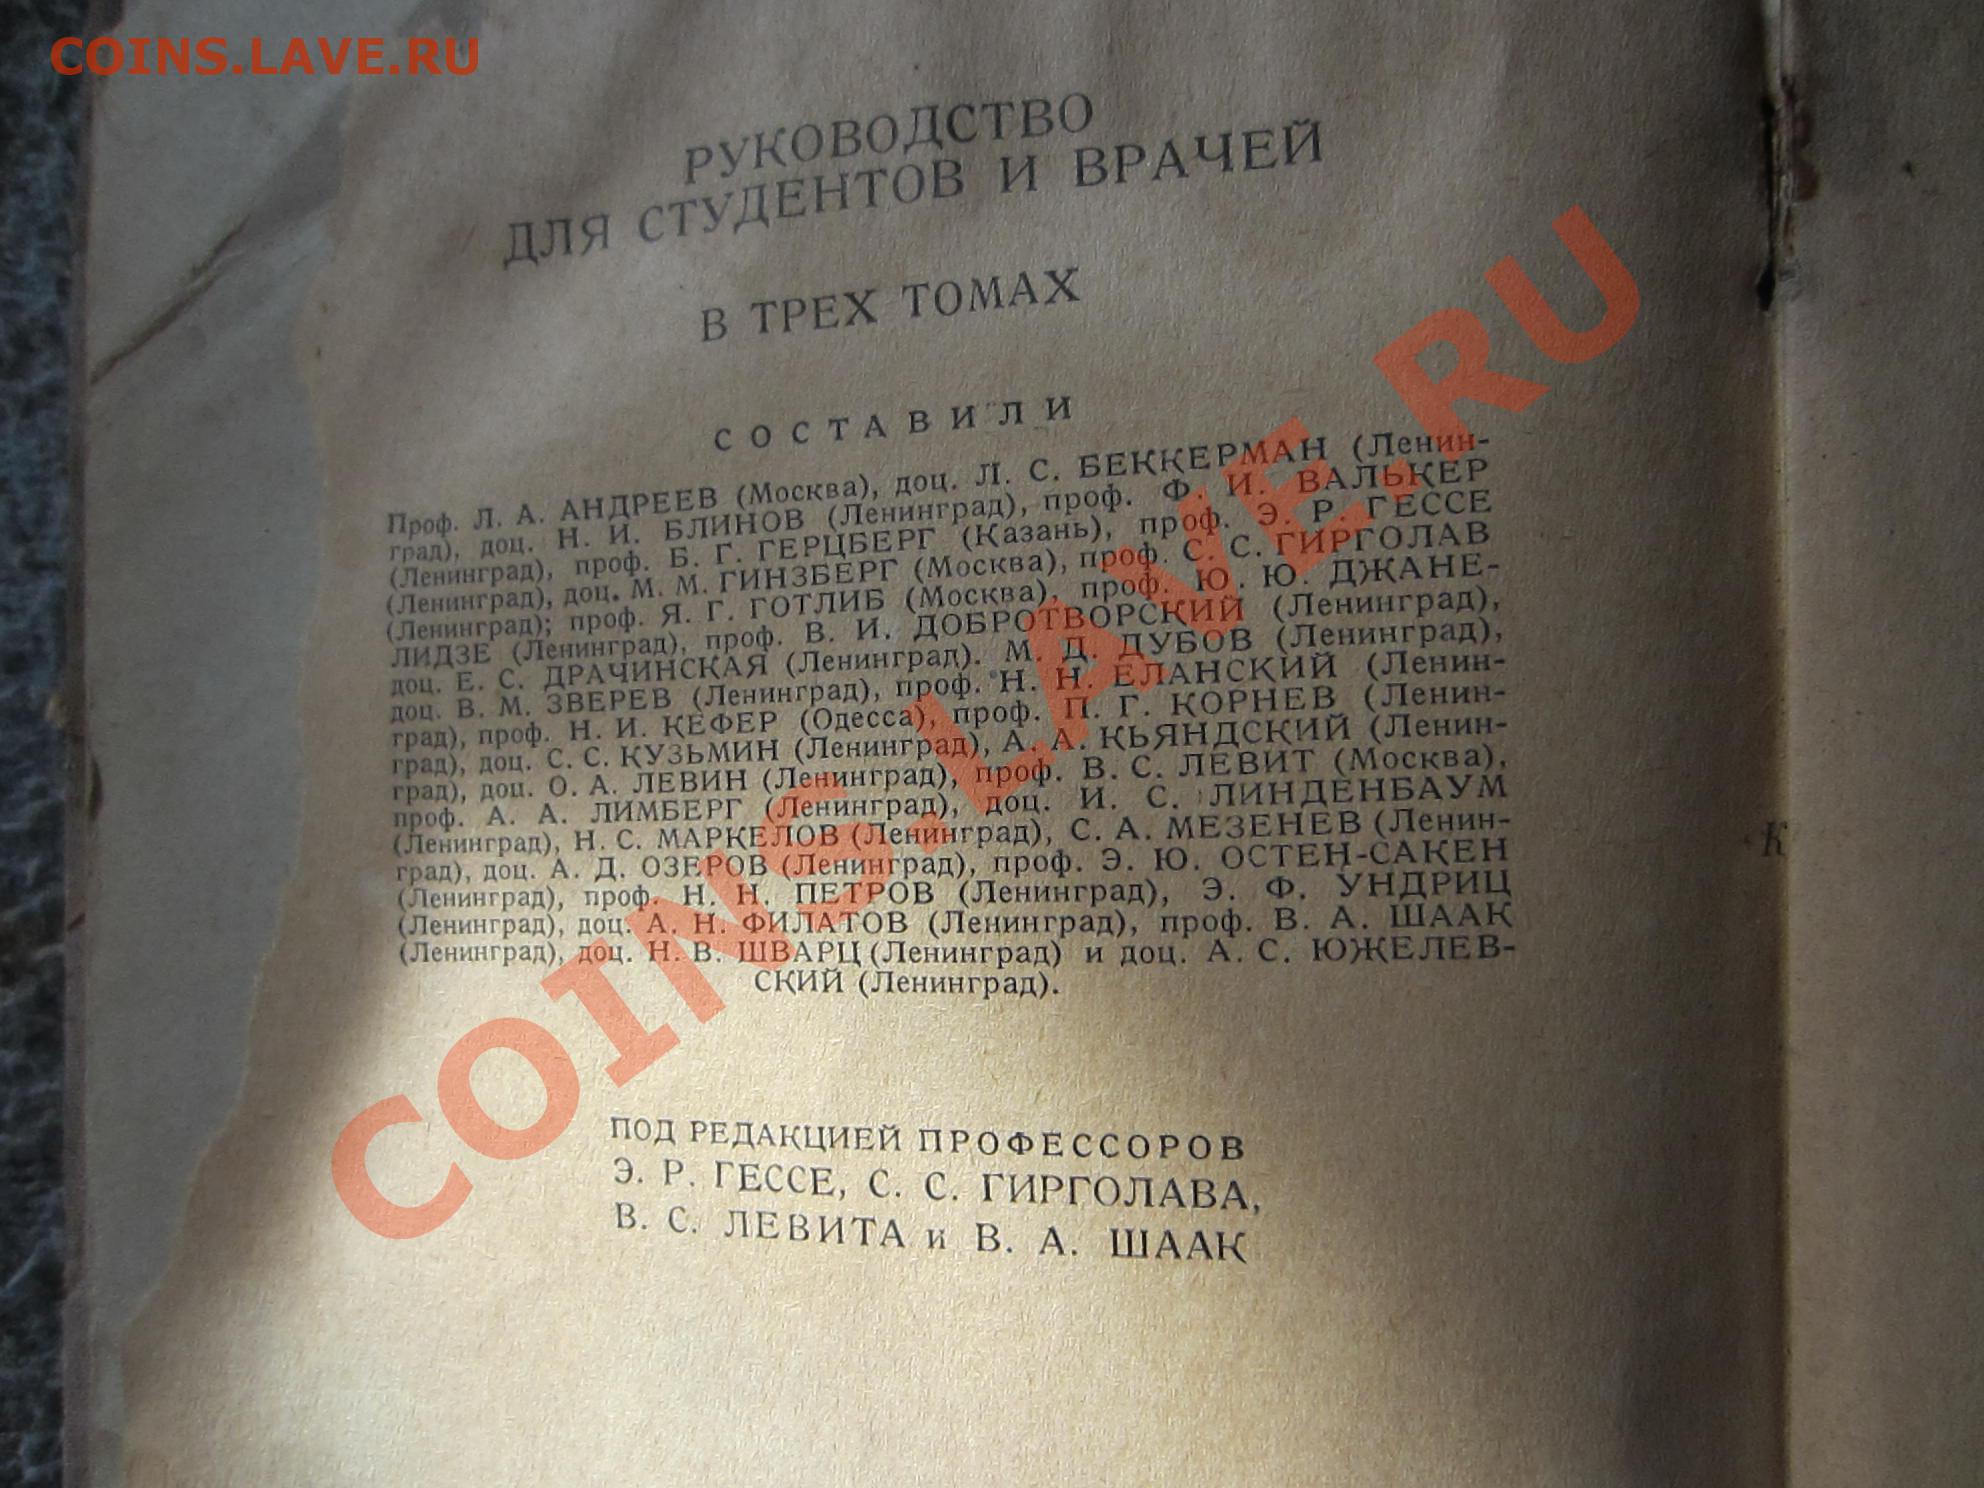 COINS.LAVE.RU
РУКОВОДСТВО
ДЛЯ СТУДЕНТОВ И ВРАЧЕЙ
В ТРЕХ ТОМАХ
СОСТАВИЛИ
Проф. Л. А. АНДРЕЕВ (Москва), доц. Л. С. БЕККЕРМАН (Ленин-
град), доц. Н. И. БЛИНОВ (Ленинград), проф. Ф. И. ВАЛЬКЕР
(Ленинград), проф. Б. Г. ГЕРЦБЕРГ (Казань), проф. Э. Р. ГЕССЕ
(Ленинград), доц. М. М. ГИНЗБЕРГ (Москва), проф. С. С. ГИРГОЛАВ
(Ленинград); проф. Я. Г. ГОТЛИБ (Москва), проф. Ю. Ю. ДЖАНЕ-
ЛИДЗЕ (Ленинград), проф. В. И. ДОБРОТВОРСКИЙ (Ленинград),
доц. Е. С. ДРАЧИНСКАЯ (Ленинград). М. Д. ДУБОВ (Ленинград),
доц. В. М. ЗВЕРЕВ (Ленинград), проф. Н. Н. ЕЛАНСКИЙ (Ленин-
град), проф. Н. И. КЕФЕР (Одесса), проф. П. Г. КОРНЕВ (Ленин-
град), доц. С. С. КУЗЬМИН (Ленинград), А. А. КЬЯНДСКИЙ (Ленин-
град), доц. О. А. ЛЕВИН (Ленинград), проф. В. С. ЛЕВИТ (Москва),
проф. А. А. ЛИМБЕРГ (Ленинград), доц. И. С. ЛИНДЕНБАУМ
(Ленинград), Н. С. МАРКЕЛОВ (Ленинград), С. А. МЕЗЕНЕВ (Ленин-
град), доц. А. Д. ОЗЕРОВ (Ленинград), проф. Э. Ю. ОСТЕН-САКЕН
(Ленинград), проф. Н. Н. ПЕТРОВ (Ленинград), Э. Ф. УНДРИЦ
(Ленинград), доц. А. Н. ФИЛАТОВ (Ленинград), проф. В. А. ШААК
(Ленинград), доц. Н. В. ШВАРЦ (Ленинград) и доц. А. С. ЮЖЕЛЕВ-
СКИЙ (Ленинград).
ПОД РЕДАКЦИЕЙ ПРОФЕССОРОВ
Э. Р. ГЕССЕ, С. С. ГИРГОЛАВА,
В. С. ЛЕВИТА и В. А. ШААК
К
COINS.LAVE.RU